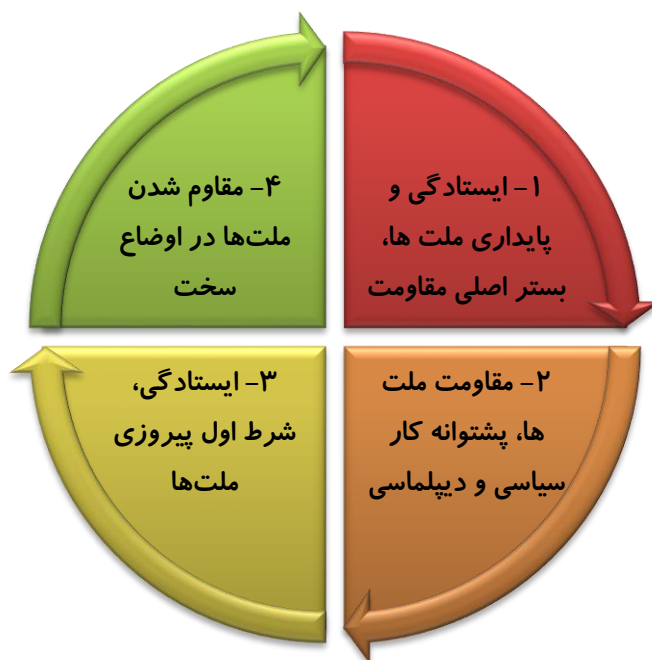 ۱- ایستادگی و
پایداری ملت ها،
بستر اصلی مقاومت
۲- مقاومت ملت
ها، پشتوانه کار
سیاسی و دیپلماسی
۳- ایستادگی،
شرط اول پیروزی
ملت‌ها
۴- مقاوم شدن
ملت‌ها در اوضاع
سخت